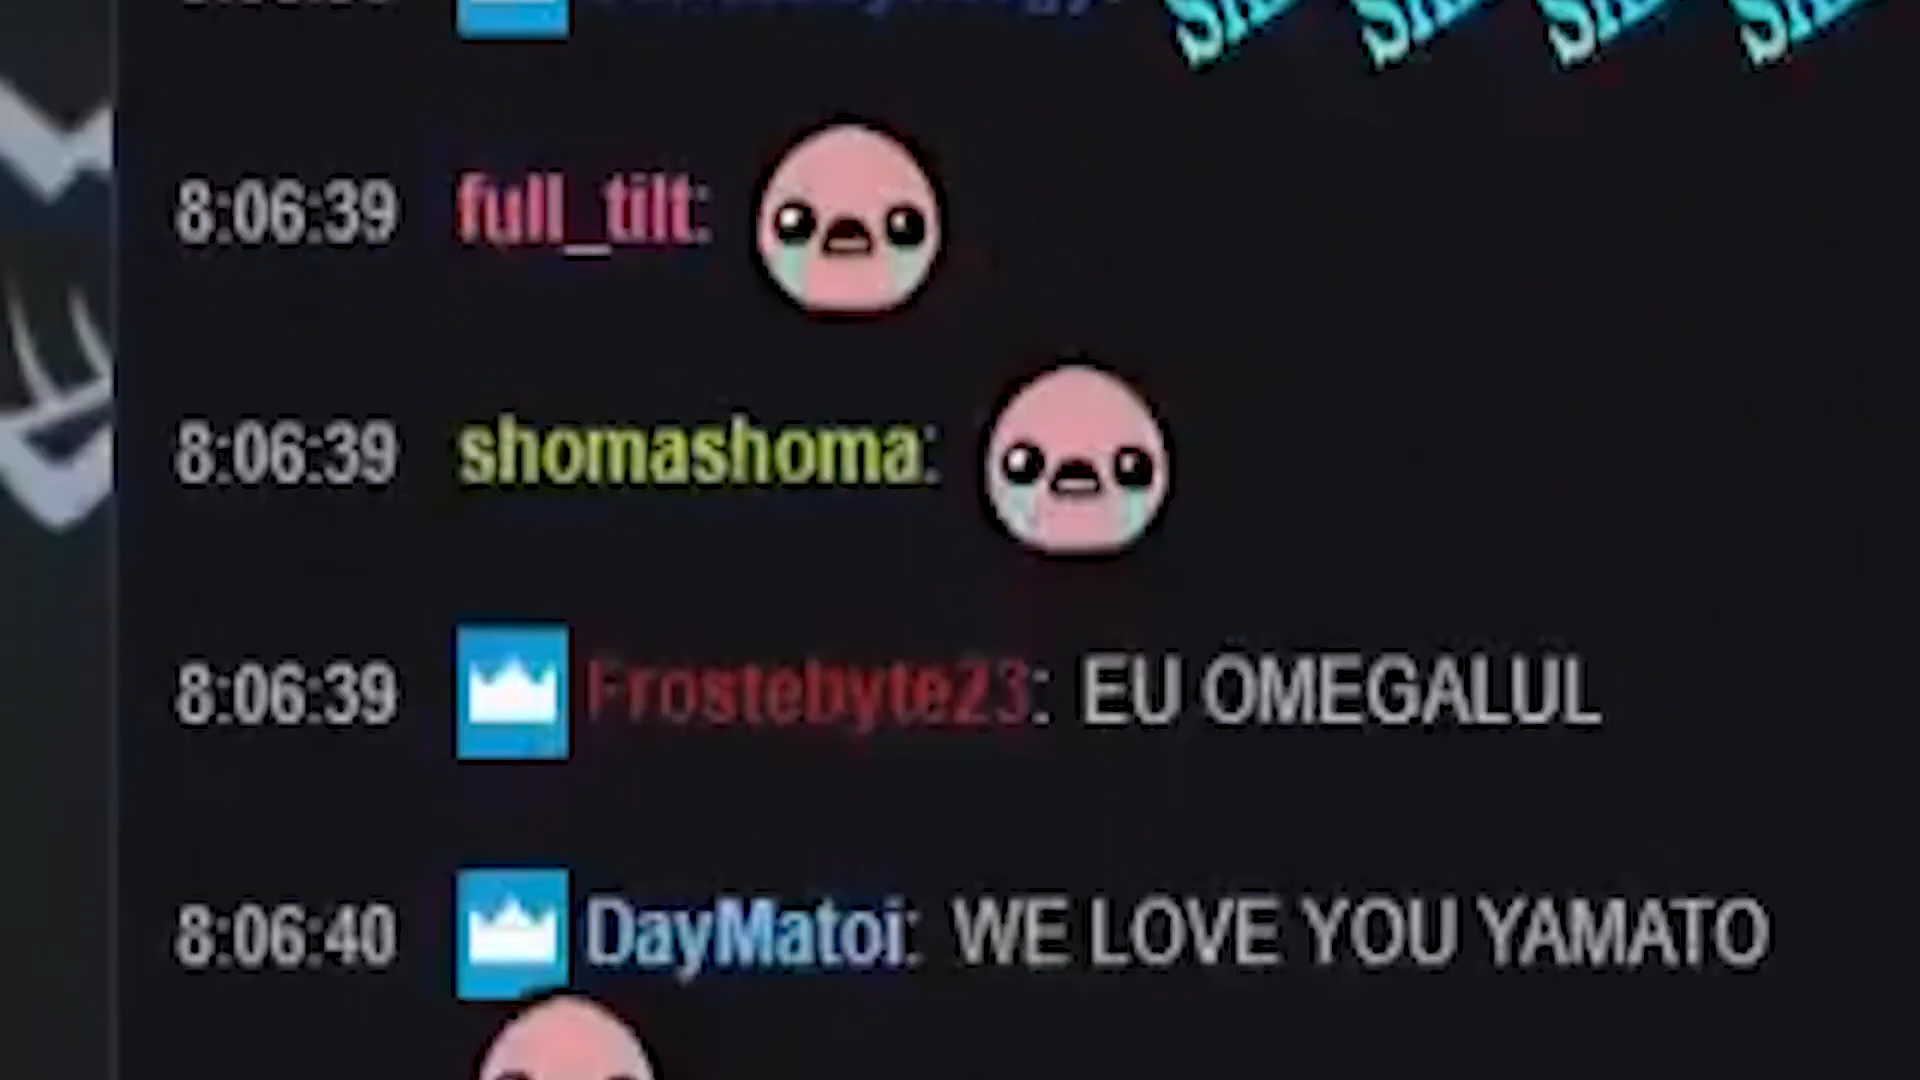 8:06:39 full_tilt:
8:06:39 shomashoma:
8:06:39 Frostebyte23: EU OMEGALUL
8:06:40 DayMatoi: WE LOVE YOU YAMATO